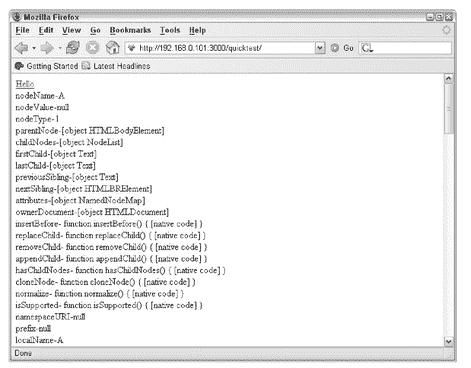 Mozilla Firefox
File Edit View Go Bookmarks Tools Help
http://192.168.0.101:3000/quicktest/ Go
Getting Started Latest Headlines
Hello
nodeName-A
nodeValue-null
nodeType-1
parentNode-[object HTMLBodyElement]
childNodes-[object NodeList]
firstChild-[object Text]
lastChild-[object Text]
previousSibling-[object Text]
nextSibling-[object HTMLBRElement]
attributes-[object NamedNodeMap]
ownerDocument-[object HTMLDocument]
insertBefore- function insertBefore() { [native code] }
replaceChild- function replaceChild() { [native code] }
removeChild- function removeChild() { [native code] }
appendChild- function appendChild() { [native code] }
hasChildNodes- function hasChildNodes() { [native code] }
cloneNode- function cloneNode() { [native code] }
normalize- function normalize() { [native code] }
isSupported- function isSupported() { [native code] }
namespaceURI-null
prefix-null
localName-A
Done